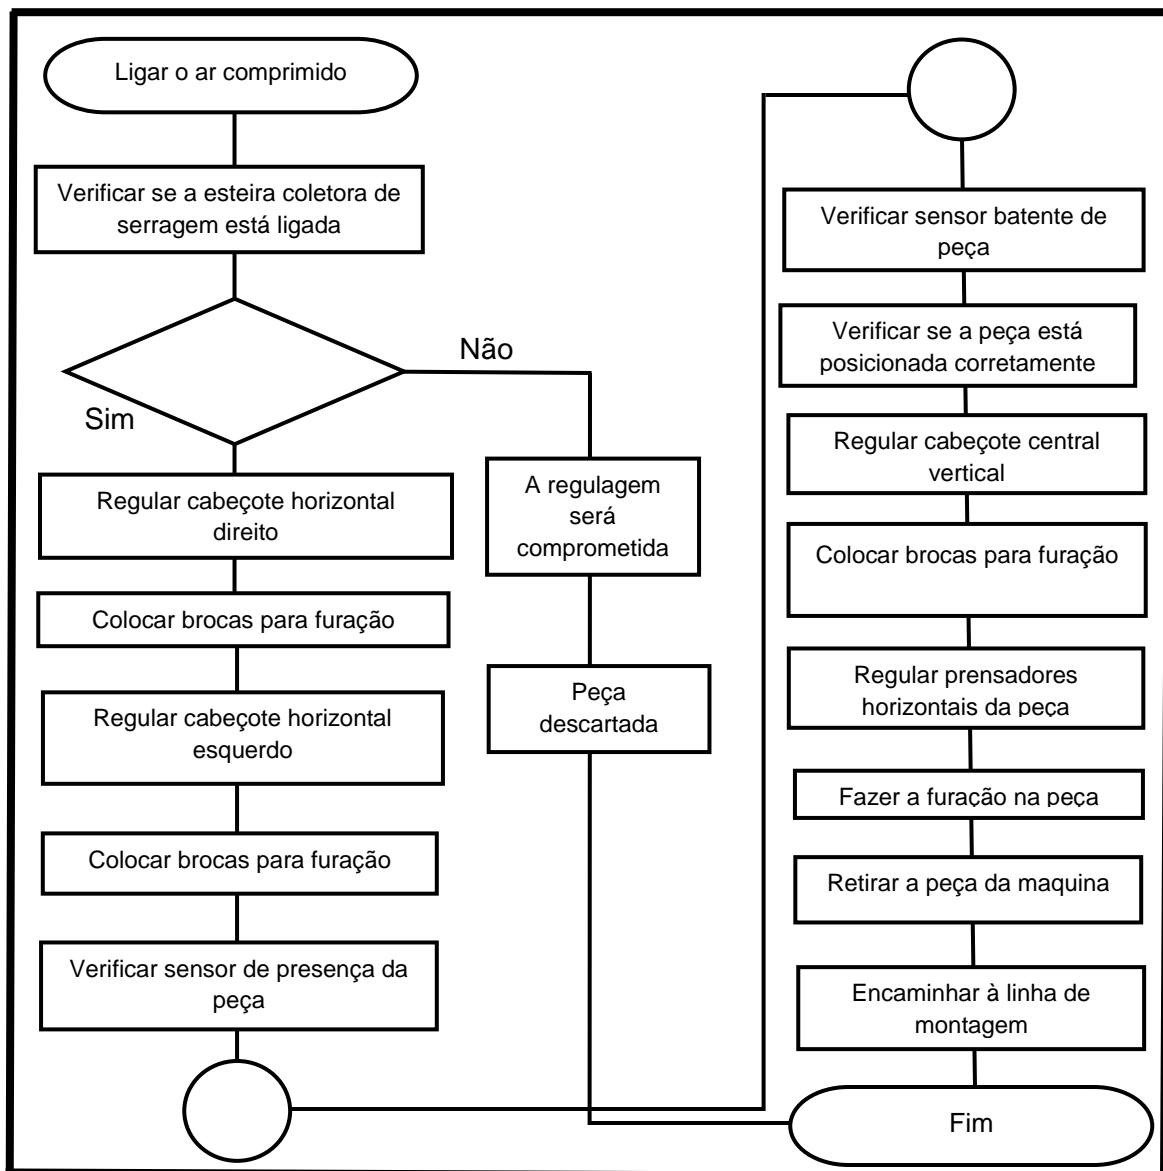 Ligar o ar comprimido
Verificar se a esteira coletora de
serragem está ligada
Não
Sim
Regular cabeçote horizontal
direito
Colocar brocas para furação
Regular cabeçote horizontal
esquerdo
Colocar brocas para furação
Verificar sensor de presença da
peça
A regulagem
será
comprometida
Peça
descartada
Verificar sensor batente de
peça
Verificar se a peça está
posicionada corretamente
Regular cabeçote central
vertical
Colocar brocas para furação
Regular prensadores
horizontais da peça
Fazer a furação na peça
Retirar a peça da maquina
Encaminhar à linha de
montagem
Fim